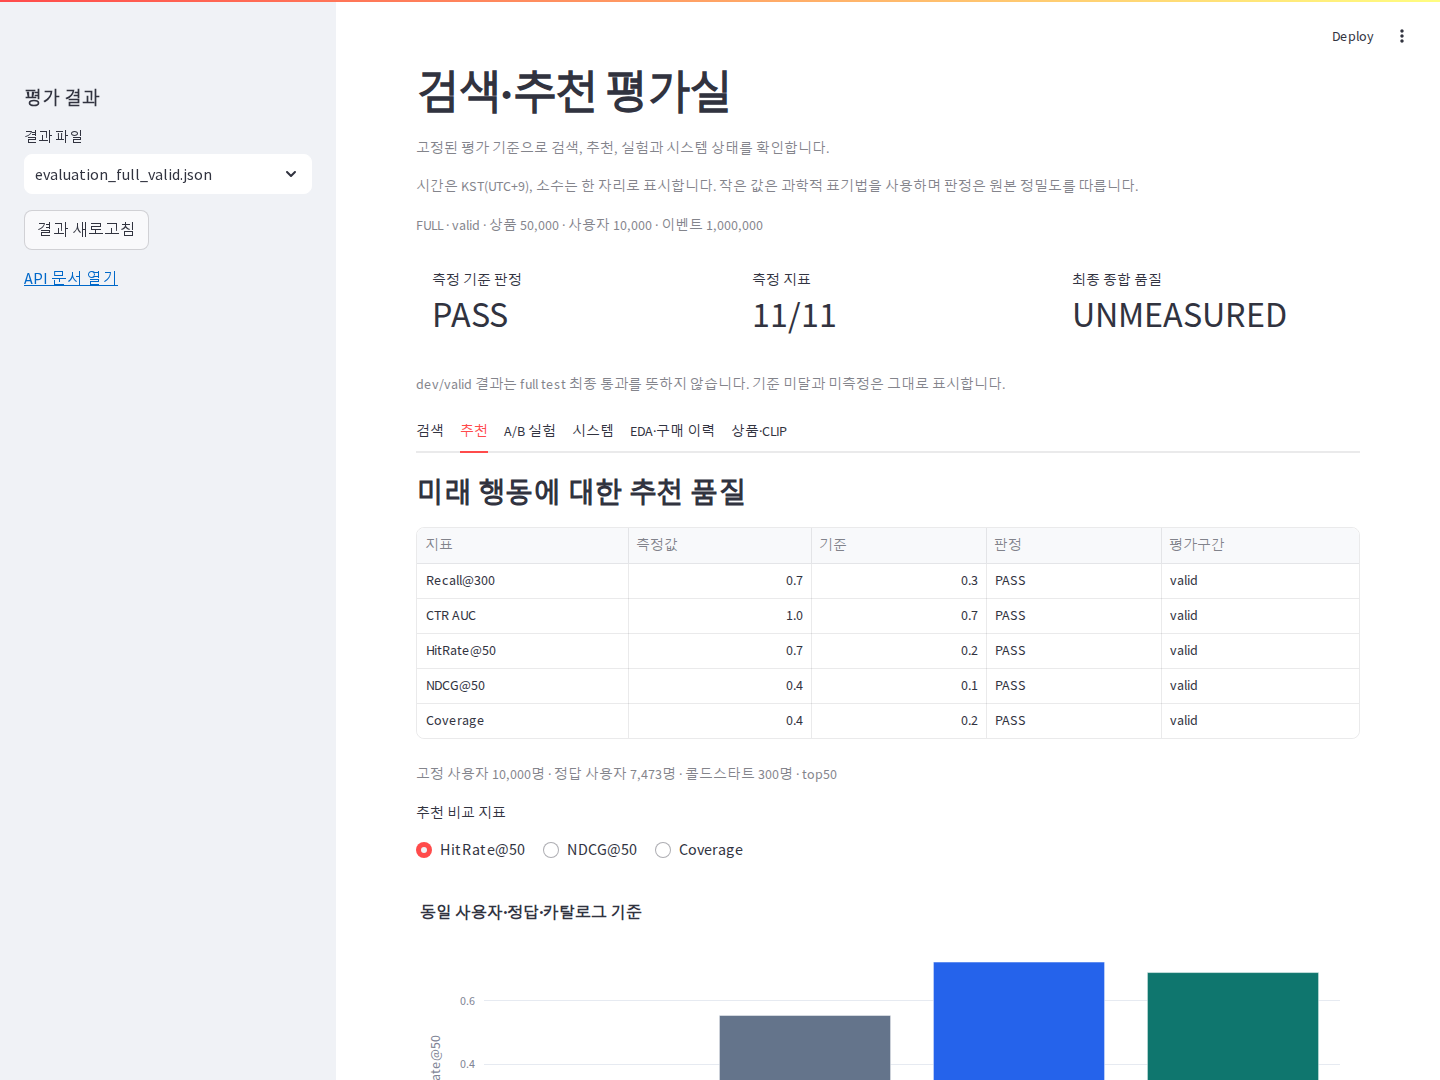 Deploy
평가 결과
결과 파일
evaluation_full_valid.json
결과 새로고침
API 문서 열기
검색·추천 평가실
고정된 평가 기준으로 검색, 추천, 실험과 시스템 상태를 확인합니다.
시간은 KST(UTC+9), 소수는 한 자리로 표시합니다. 작은 값은 과학적 표기법을 사용하며 판정은 원본 정밀도를 따릅니다.
FULL · valid · 상품 50,000 · 사용자 10,000 · 이벤트 1,000,000
측정 기준 판정 측정 지표 최종 종합 품질
PASS 11/11 UNMEASURED
dev/valid 결과는 full test 최종 통과를 뜻하지 않습니다. 기준 미달과 미측정은 그대로 표시합니다.
검색 추천 A/B 실험 시스템 EDA·구매 이력 상품·CLIP
미래 행동에 대한 추천 품질
지표 측정값 기준 판정 평가구간
Recall@300 0.7 0.3 PASS valid
CTR AUC 1.0 0.7 PASS valid
HitRate@50 0.7 0.2 PASS valid
NDCG@50 0.4 0.1 PASS valid
Coverage 0.4 0.2 PASS valid
고정 사용자 10,000명 · 정답 사용자 7,473명 · 콜드스타트 300명 · top50
추천 비교 지표
HitRate@50 NDCG@50 Coverage
동일 사용자·정답·카탈로그 기준
0.6
0.4
ate@50